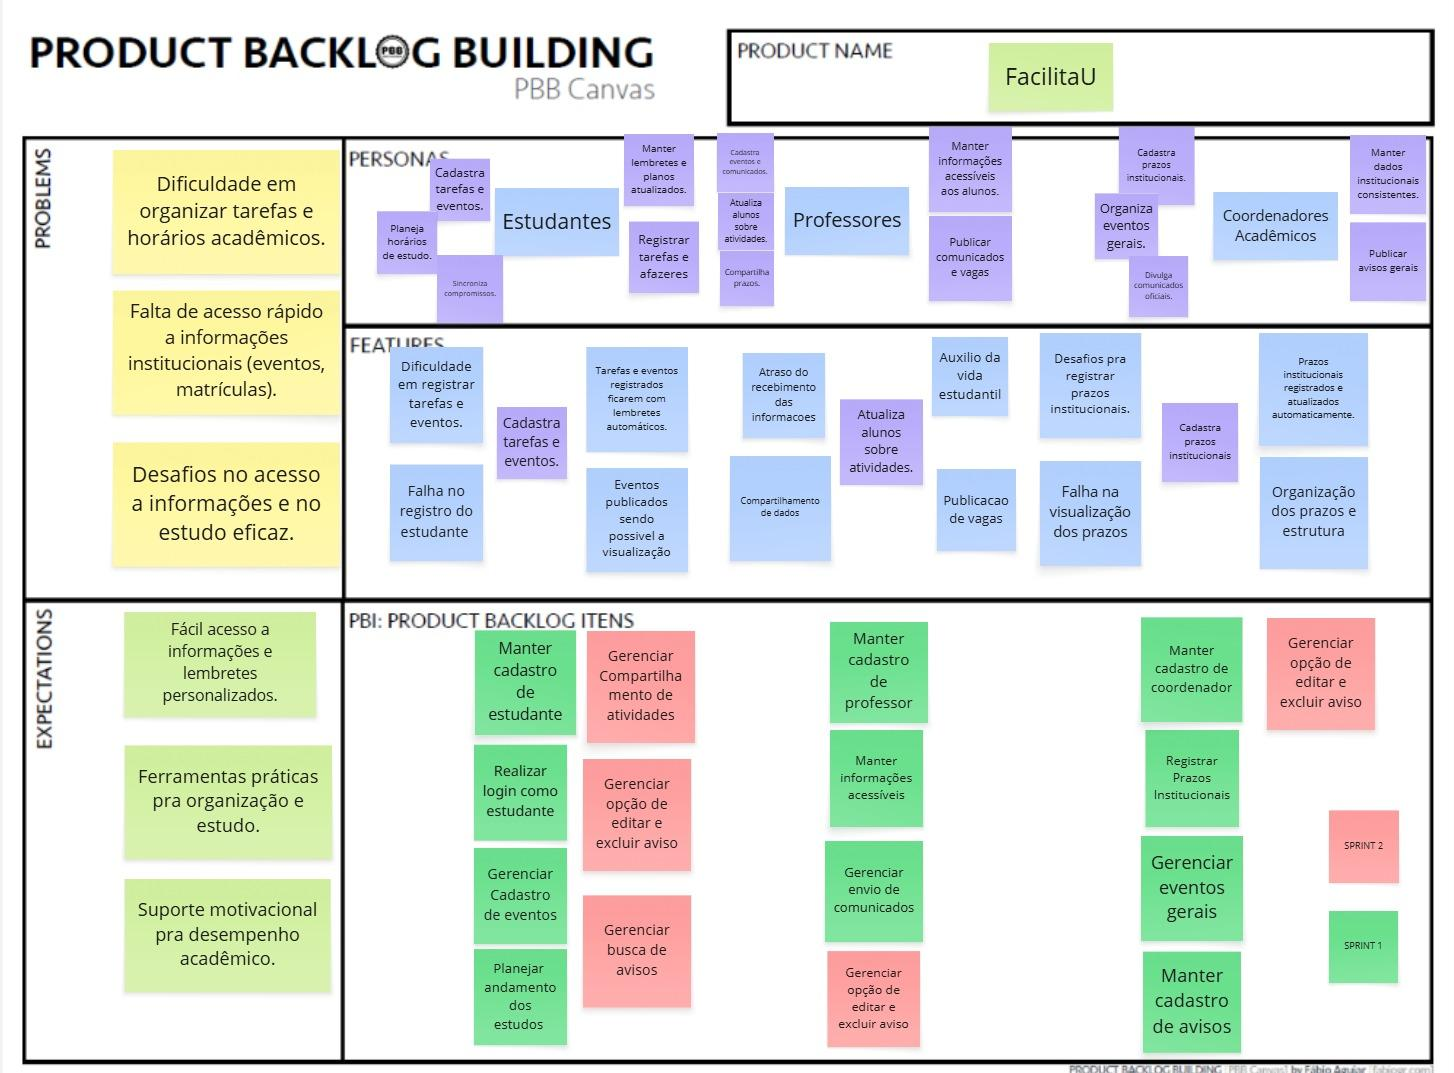 PRODUCT BACKLOG BUILDING
PBB
PBB Canvas
PRODUCT NAME
FacilitaU
PROBLEMS
Dificuldade em
organizar tarefas e
horários acadêmicos.
Falta de acesso rápido
a informações
institucionais (eventos,
matrículas).
Desafios no acesso
a informações e no
estudo eficaz.
PERSONAS
Cadastra
tarefas e
eventos.
Planeja
horários
de estudo.
Sincroniza
compromissos.
Estudantes
Manter
lembretes e
planos
atualizados.
Registrar
tarefas e
afazeres
Cadastra
eventos e
comunicados.
Atualiza
alunos
sobre
atividades.
Compartilha
prazos.
Professores
Manter
informações
acessíveis
aos alunos.
Publicar
comunicados
e vagas
Cadastra
prazos
institucionais.
Organiza
eventos
gerais.
Divulga
comunicados
oficiais.
Coordenadores
Acadêmicos
Manter
dados
institucionais
consistentes.
Publicar
avisos gerais
FEATURES
Dificuldade
em registrar
tarefas e
eventos.
Falha no
registro do
estudante
Cadastra
tarefas e
eventos.
Tarefas e eventos
registrados
ficarem com
lembretes
automáticos.
Eventos
publicados
sendo
possivel a
visualização
Atraso do
recebimento
das
informacoes
Compartilhamento
de dados
Atualiza
alunos
sobre
atividades.
Auxilio da
vida
estudantil
Publicacao
de vagas
Desafios pra
registrar
prazos
institucionais.
Falha na
visualização
dos prazos
Cadastra
prazos
institucionais
Prazos
institucionais
registrados e
atualizados
automaticamente.
Organização
dos prazos e
estrutura
EXPECTATIONS
Fácil acesso a
informações e
lembretes
personalizados.
Ferramentas práticas
pra organização e
estudo.
Suporte motivacional
pra desempenho
acadêmico.
PBI: PRODUCT BACKLOG ITENS
Manter
cadastro
de
estudante
Realizar
login como
estudante
Gerenciar
Cadastro
de eventos
Planejar
andamento
dos
estudos
Gerenciar
Compartilha
mento de
atividades
Gerenciar
opção de
editar e
excluir aviso
Gerenciar
busca de
avisos
Manter
cadastro
de
professor
Manter
informações
acessíveis
Gerenciar
envio de
comunicados
Gerenciar
opção de
editar e
excluir aviso
Manter
cadastro de
coordenador
Registrar
Prazos
Institucionais
Gerenciar
eventos
gerais
Manter
cadastro
de avisos
Gerenciar
opção de
editar e
excluir aviso
SPRINT 2
SPRINT 1
PRODUCT BACKLOG BUILDING | PBB Canvas| by Fábio Aguiar | fabiogr.com|